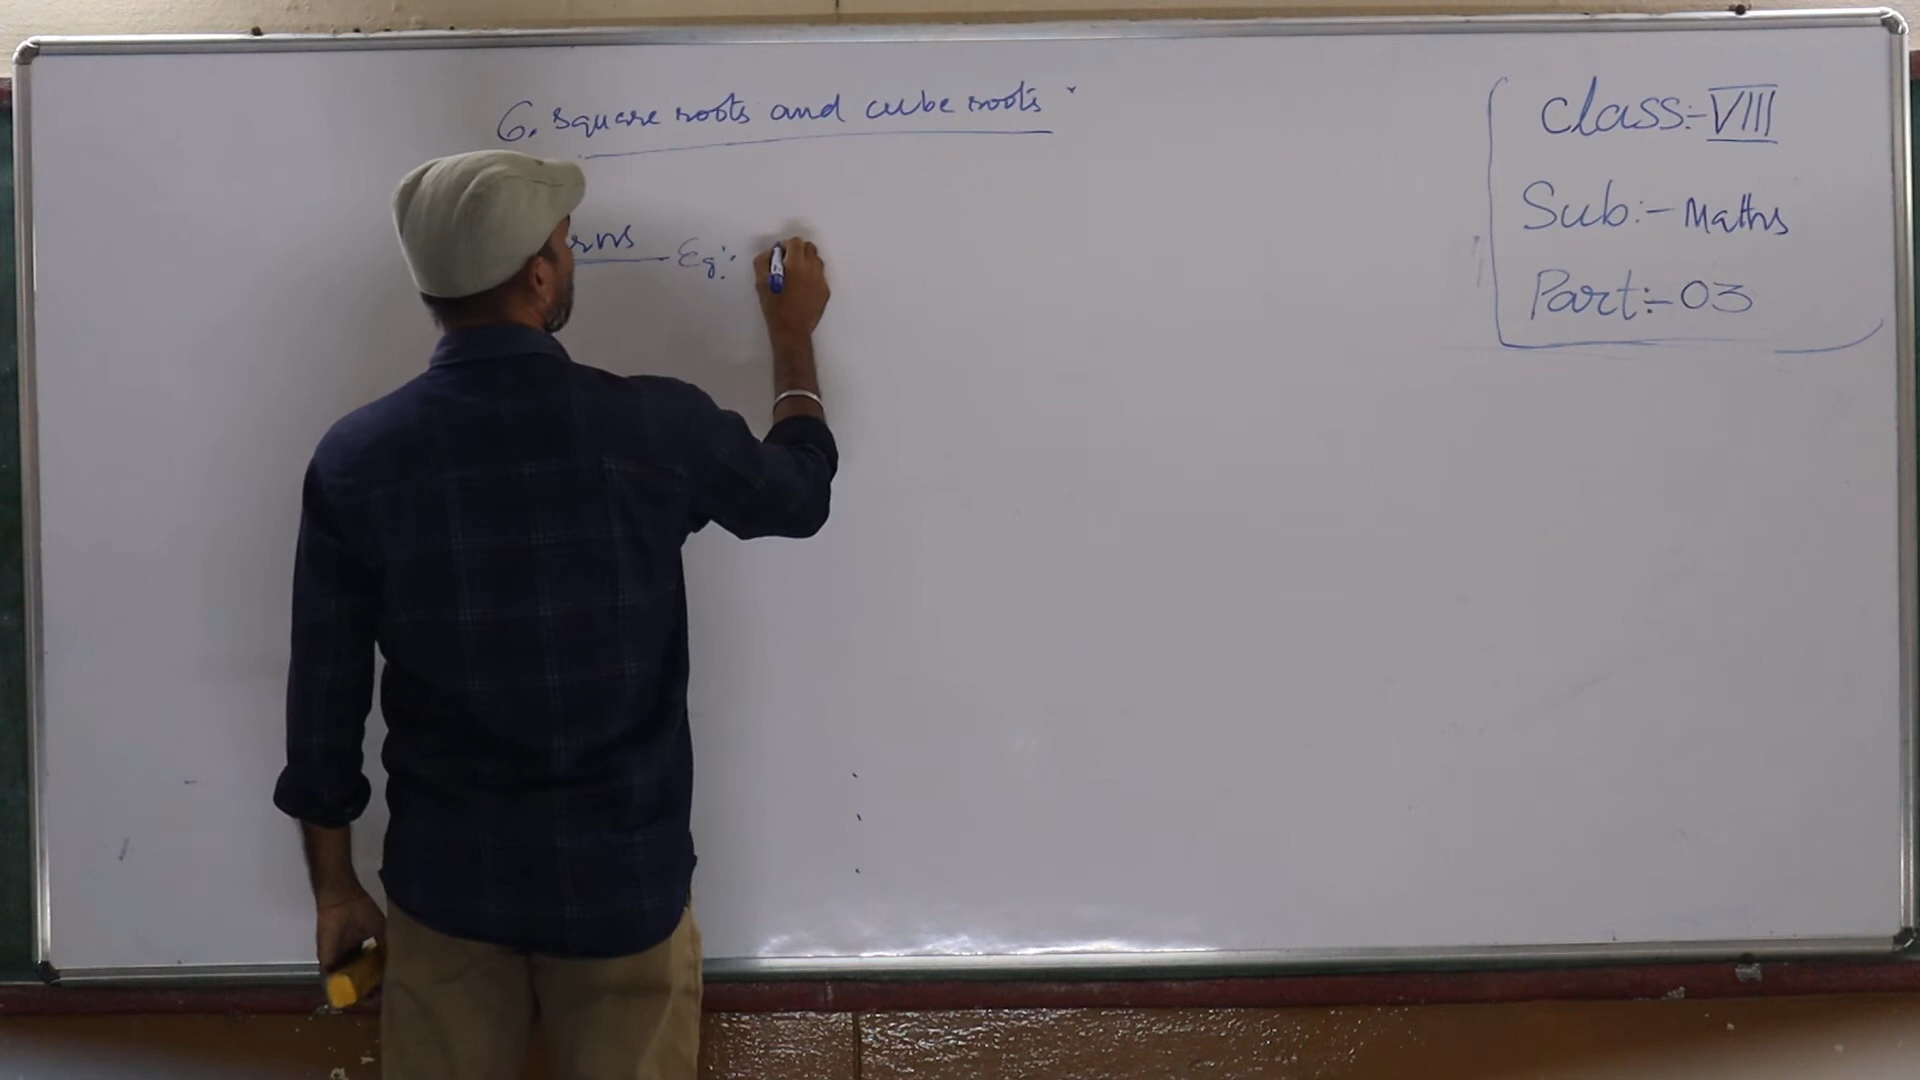 6. Square roots and cube roots
Eg:-
Class:- VIII
Sub:- Maths
Part:- 03